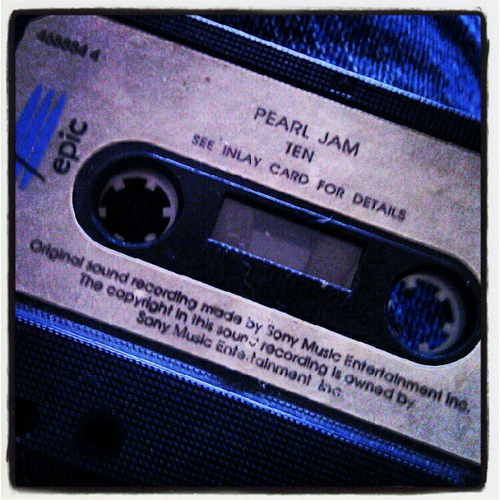 468884 4
epic
PEARL JAM
TEN
SEE INLAY CARD FOR DETAILS
Original sound recording made by Sony Music Entertainment Inc.
The copyright in this sound recording is owned by
Sony Music Entertainment Inc.